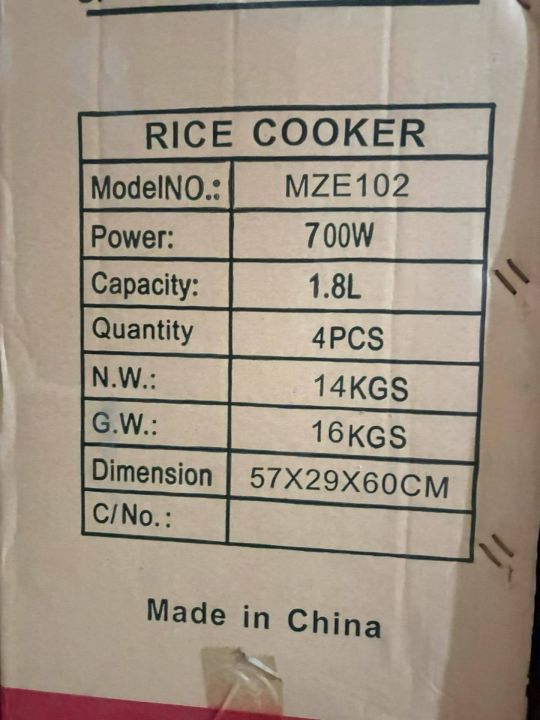 RICE COOKER
ModelNO.: MZE102
Power: 700W
Capacity: 1.8L
Quantity 4PCS
N.W.: 14KGS
G.W.: 16KGS
Dimension 57X29X60CM
C/No.:
Made in China